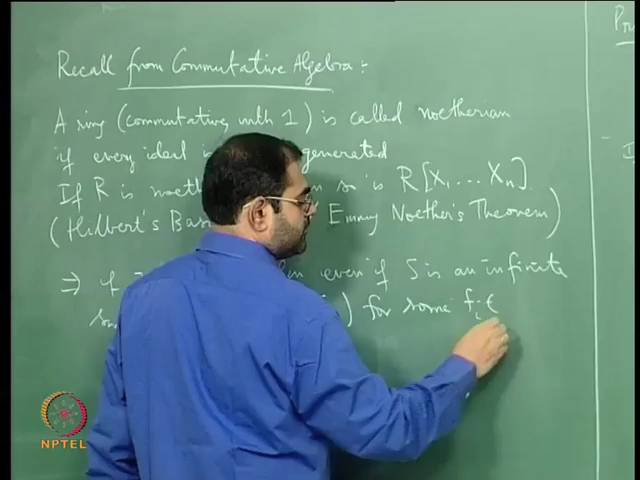 Recall from Commutative Algebra:
A ring (commutative, with 1) is called noetherian
if every ideal is generated
If R is noeth so is R[X1 ... Xn].
(Hilbert's Bas Emmy Noether's Theorem)
⇒ if even if S is an infinite
) for some fi ∈
NPTEL